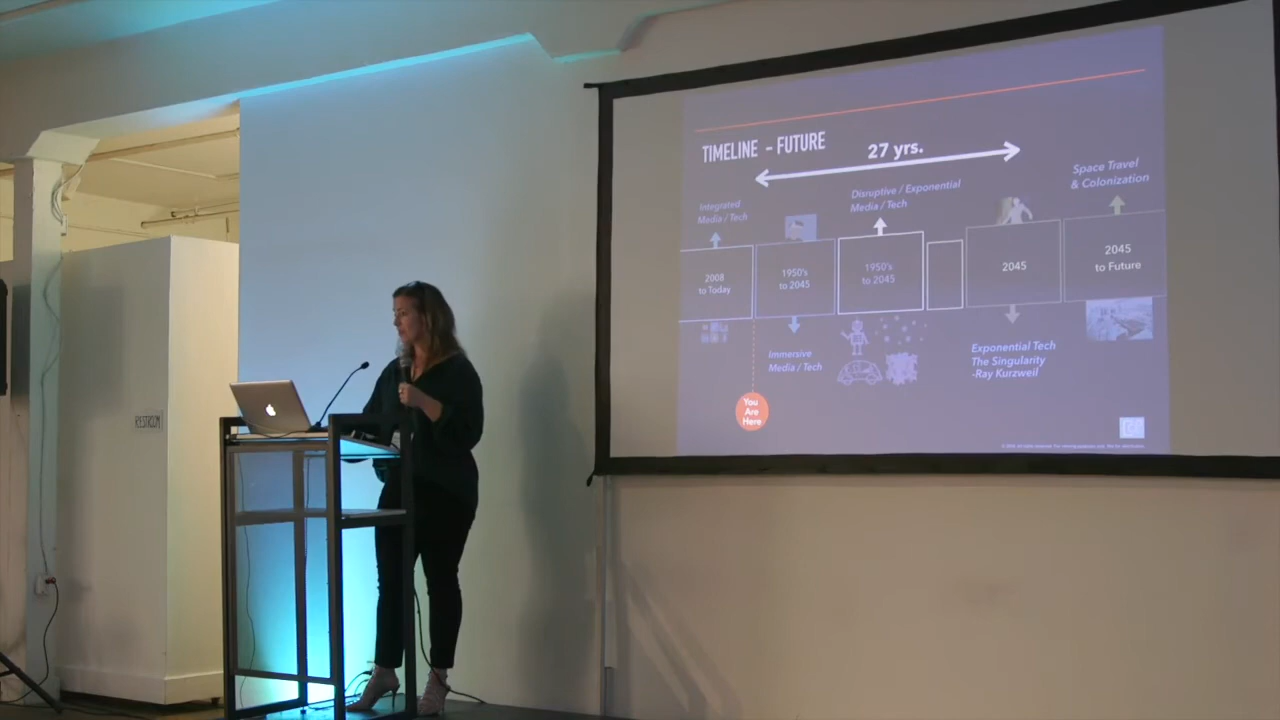 TIMELINE - FUTURE
27 yrs.
Space Travel
& Colonization
Disruptive / Exponential
Media / Tech
Integrated
Media / Tech
2008
to Today
1950's
to 2045
1950's
to 2045
2045
2045
to Future
Immersive
Media / Tech
Exponential Tech
The Singularity
-Ray Kurzweil
You
Are
Here
RESTROOM